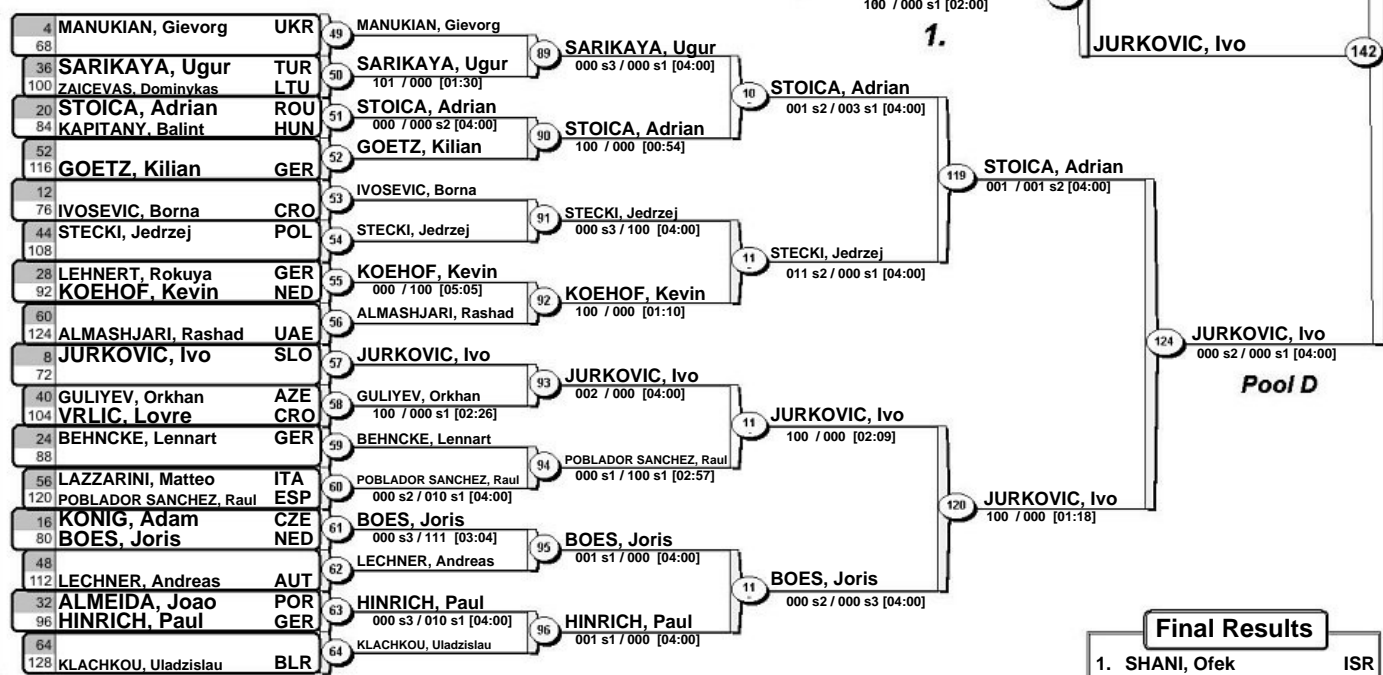 160 / 000 s1 [02:00]
1.
JURKOVIC, Ivo
142
4 MANUKIAN, Gievorg UKR
68
49
MANUKIAN, Gievorg
36 SARIKAYA, Ugur TUR
100 ZAICEVAS, Dominykas LTU
50
SARIKAYA, Ugur
101 / 000 [01:30]
89
SARIKAYA, Ugur
000 s3 / 000 s1 [04:00]
20 STOICA, Adrian ROU
84 KAPITANY, Balint HUN
51
STOICA, Adrian
000 / 000 s2 [04:00]
52
116 GOETZ, Kilian GER
52
GOETZ, Kilian
90
STOICA, Adrian
100 / 000 [00:54]
10
STOICA, Adrian
001 s2 / 003 s1 [04:00]
12
76 IVOSEVIC, Borna CRO
53
IVOSEVIC, Borna
44 STECKI, Jedrzej POL
108
54
STECKI, Jedrzej
91
STECKI, Jedrzej
000 s3 / 100 [04:00]
28 LEHNERT, Rokuya GER
92 KOEHOF, Kevin NED
55
KOEHOF, Kevin
000 / 100 [05:05]
60
124 ALMASHJARI, Rashad UAE
56
ALMASHJARI, Rashad
92
KOEHOF, Kevin
100 / 000 [01:10]
11
STECKI, Jedrzej
011 s2 / 000 s1 [04:00]
119
STOICA, Adrian
001 / 001 s2 [04:00]
8 JURKOVIC, Ivo SLO
72
57
JURKOVIC, Ivo
40 GULIYEV, Orkhan AZE
104 VRLIC, Lovre CRO
58
GULIYEV, Orkhan
100 / 000 s1 [02:26]
93
JURKOVIC, Ivo
002 / 000 [04:00]
24 BEHNCKE, Lennart GER
88
59
BEHNCKE, Lennart
56 LAZZARINI, Matteo ITA
120 POBLADOR SANCHEZ, Raul ESP
60
POBLADOR SANCHEZ, Raul
000 s2 / 010 s1 [04:00]
94
POBLADOR SANCHEZ, Raul
000 s1 / 100 s1 [02:57]
11
JURKOVIC, Ivo
100 / 000 [02:09]
16 KONIG, Adam CZE
80 BOES, Joris NED
61
BOES, Joris
000 s3 / 111 [03:04]
48
112 LECHNER, Andreas AUT
62
LECHNER, Andreas
95
BOES, Joris
001 s1 / 000 [04:00]
32 ALMEIDA, Joao POR
96 HINRICH, Paul GER
63
HINRICH, Paul
000 s3 / 010 s1 [04:00]
64
128 KLACHKOU, Uladzislau BLR
64
KLACHKOU, Uladzislau
96
HINRICH, Paul
001 s1 / 000 [04:00]
11
BOES, Joris
000 s2 / 000 s3 [04:00]
120
JURKOVIC, Ivo
100 / 000 [01:18]
124
JURKOVIC, Ivo
000 s2 / 000 s1 [04:00]
Pool D
Final Results
1. SHANI, Ofek ISR